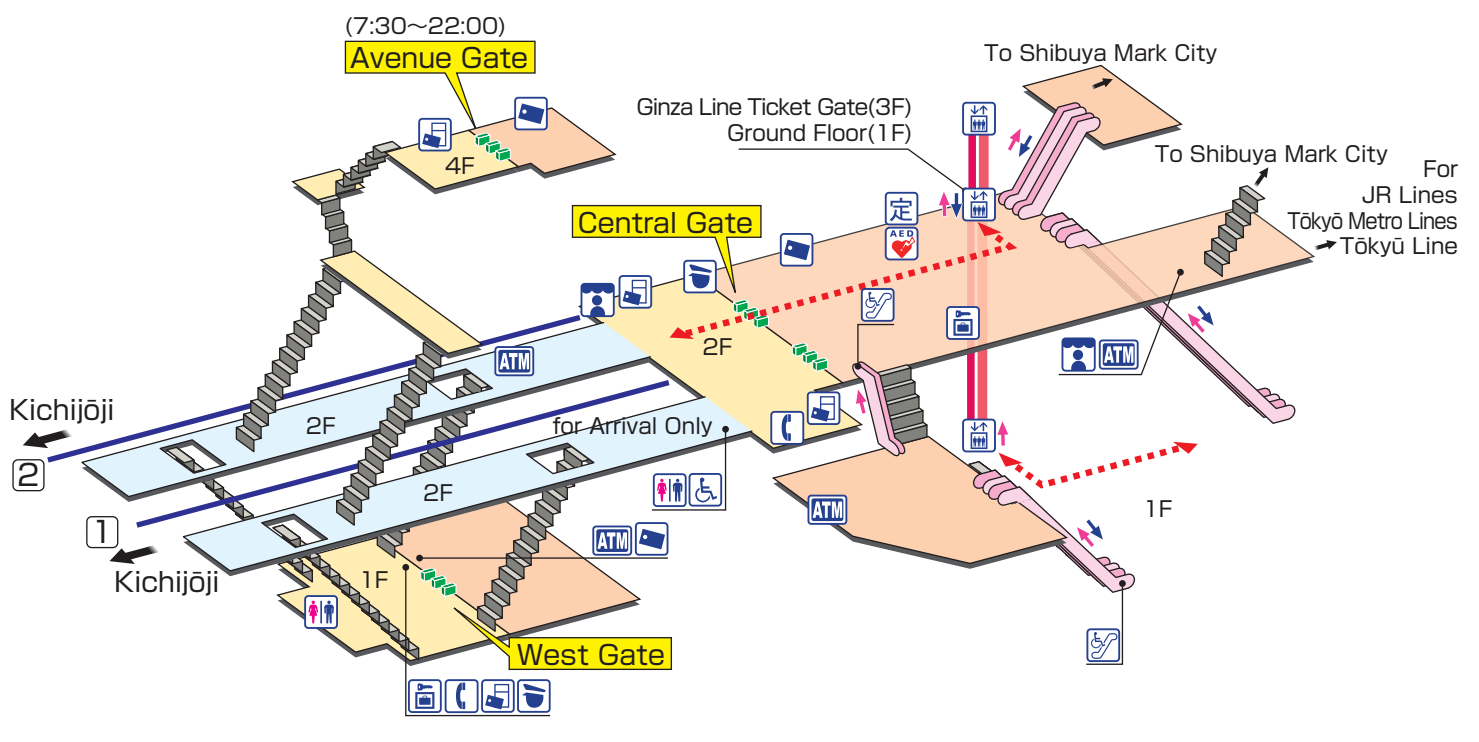 (7:30〜22:00)
Avenue Gate
To Shibuya Mark City
Ginza Line Ticket Gate(3F)
Ground Floor(1F)
4F
To Shibuya Mark City
For
JR Lines
Tōkyō Metro Lines
Tōkyū Line
定
AED
Central Gate
2F
ATM
ATM
Kichijōji
2
2F
for Arrival Only
2F
1
Kichijōji
ATM
ATM
1F
1F
West Gate